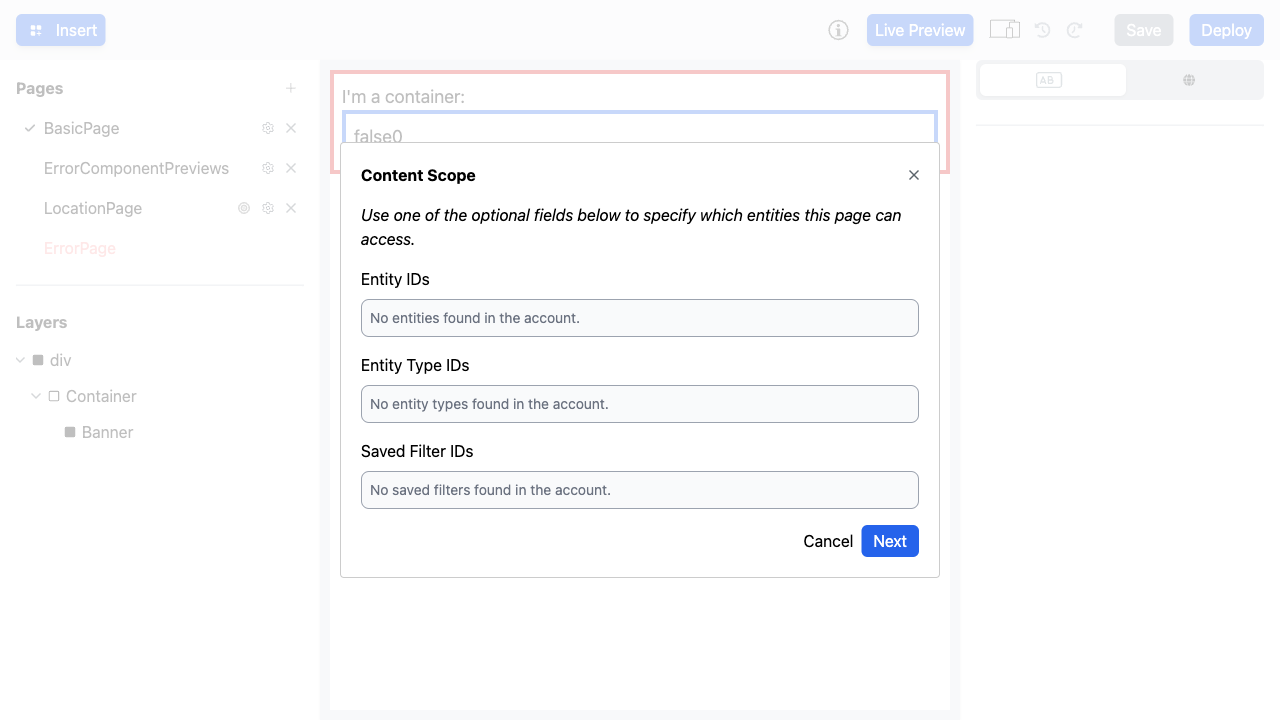 Insert
Live Preview
Save
Deploy
Pages
BasicPage
ErrorComponentPreviews
LocationPage
ErrorPage
Layers
div
Container
Banner
I'm a container:
false0
AB
Content Scope
Use one of the optional fields below to specify which entities this page can
access.
Entity IDs
No entities found in the account.
Entity Type IDs
No entity types found in the account.
Saved Filter IDs
No saved filters found in the account.
Cancel
Next